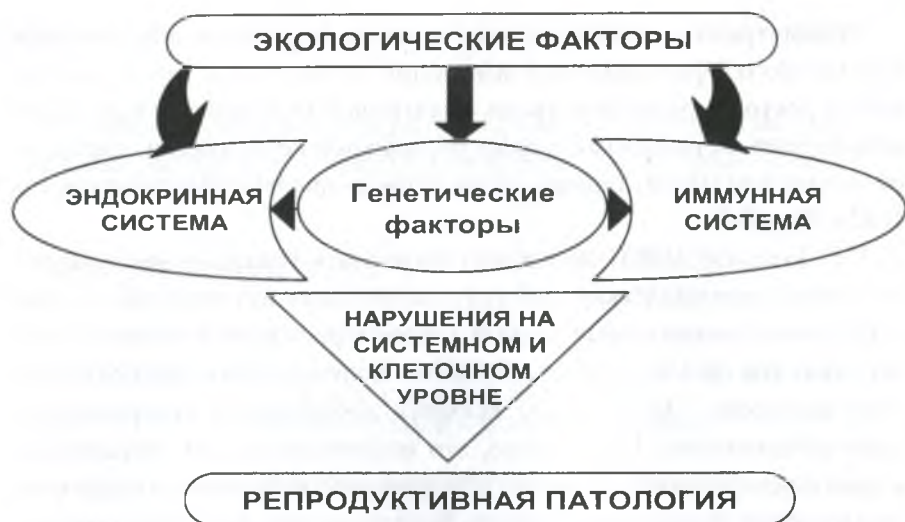 ЭКОЛОГИЧЕСКИЕ ФАКТОРЫ
ЭНДОКРИННАЯ
СИСТЕМА
Генетические
факторы
ИММУННАЯ
СИСТЕМА
НАРУШЕНИЯ НА
СИСТЕМНОМ И
КЛЕТОЧНОМ
УРОВНЕ
РЕПРОДУКТИВНАЯ ПАТОЛОГИЯ